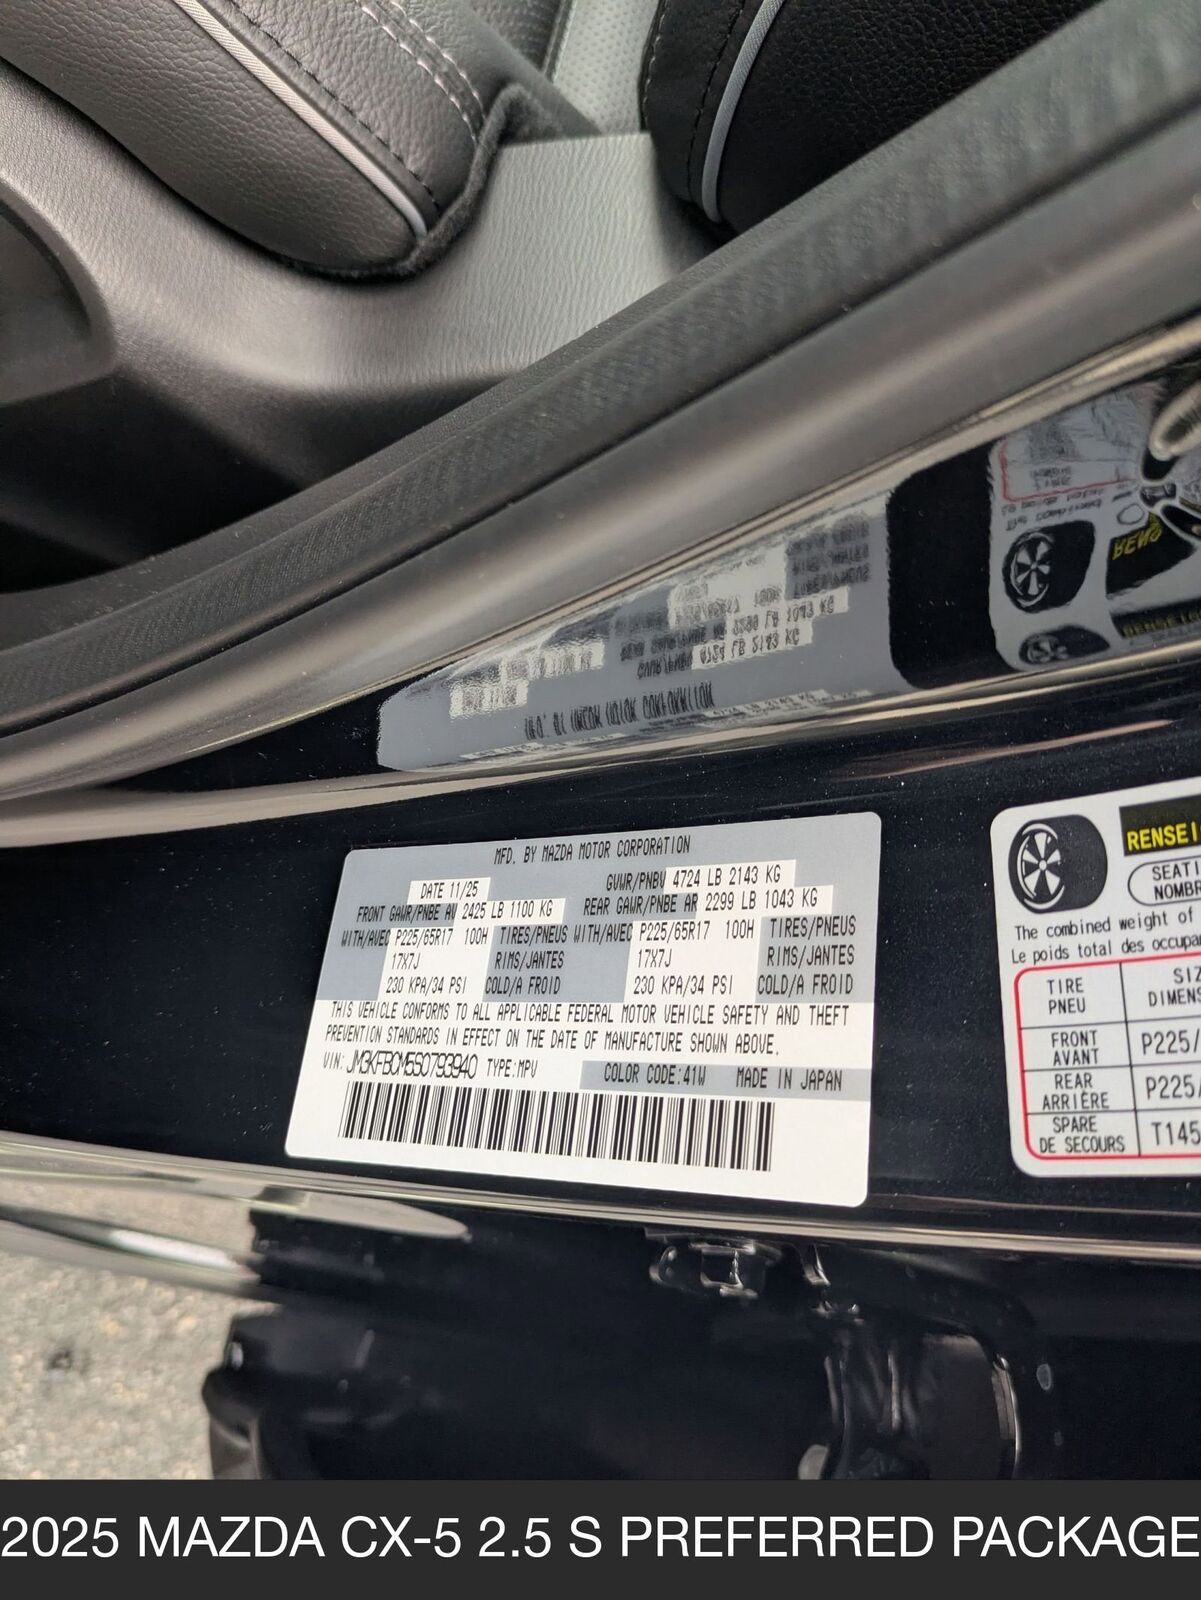 MFD. BY MAZDA MOTOR CORPORATION
DATE 11/25
GVWR/PNBV 4724 LB 2143 KG
FRONT GAWR/PNBE AV 2425 LB 1100 KG
REAR GAWR/PNBE AR 2299 LB 1043 KG
WITH/AVEC P225/65R17 100H TIRES/PNEUS
WITH/AVEC P225/65R17 100H TIRES/PNEUS
17X7J RIMS/JANTES
17X7J RIMS/JANTES
230 KPA/34 PSI COLD/A FROID
230 KPA/34 PSI COLD/A FROID
THIS VEHICLE CONFORMS TO ALL APPLICABLE FEDERAL MOTOR VEHICLE SAFETY AND THEFT
PREVENTION STANDARDS IN EFFECT ON THE DATE OF MANUFACTURE SHOWN ABOVE.
VIN: JM3KFBCM5S0793940 TYPE:MPV
COLOR CODE:41W MADE IN JAPAN
RENSEI
SEATI
NOMBR
The combined weight of
Le poids total des occupa
TIRE
PNEU
SIZ
DIMENS
FRONT
AVANT
P225/
REAR
ARRIÈRE
P225/
SPARE
DE SECOURS
T145
2025 MAZDA CX-5 2.5 S PREFERRED PACKAGE